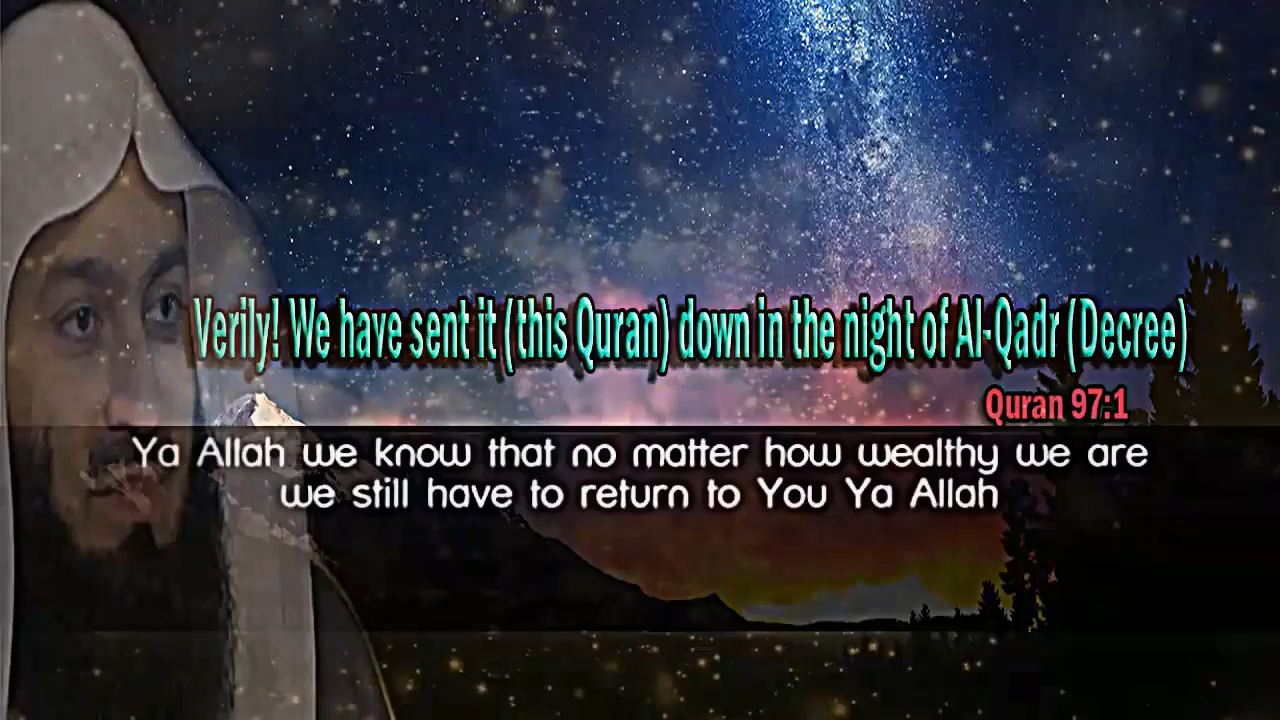 Verily! We have sent it (this Quran) down in the night of Al-Qadr (Decree)
Quran 97:1
Ya Allah we know that no matter how wealthy we are
we still have to return to You Ya Allah